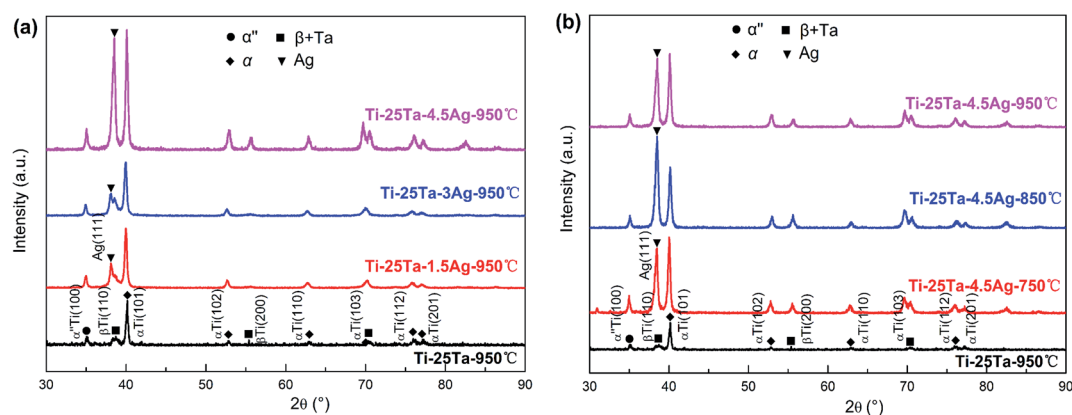 (a)
α" β+Ta
α Ag
Ti-25Ta-4.5Ag-950℃
Ti-25Ta-3Ag-950℃
Ag(111)
Ti-25Ta-1.5Ag-950℃
α"Ti(100)
βTi(110)
αTi(101)
αTi(102)
βTi(200)
αTi(110)
αTi(103)
αTi(112)
αTi(201)
Ti-25Ta-950℃
Intensity (a.u.)
30 40 50 60 70 80 90
2θ (°)
(b)
α" β+Ta
α Ag
Ti-25Ta-4.5Ag-950℃
Ti-25Ta-4.5Ag-850℃
Ag(111)
Ti-25Ta-4.5Ag-750℃
α"Ti(100)
βTi(110)
αTi(101)
αTi(102)
βTi(200)
αTi(110)
αTi(103)
αTi(112)
αTi(201)
Ti-25Ta-950℃
Intensity (a.u.)
30 40 50 60 70 80 90
2θ (°)